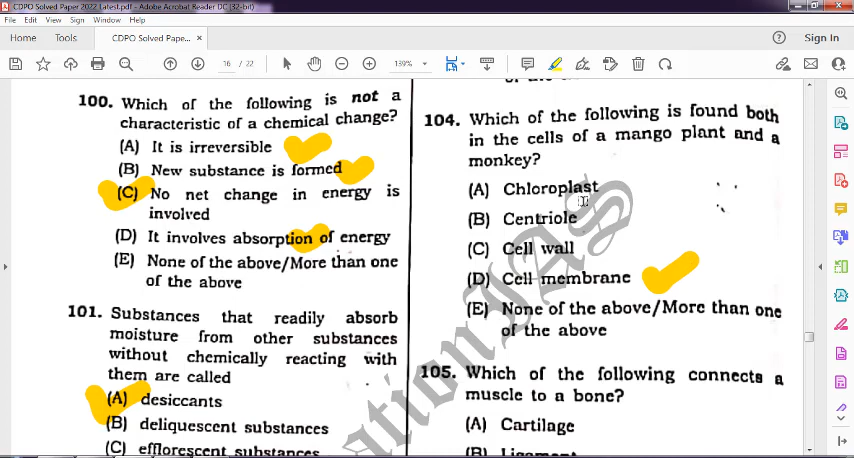 CDPO Solved Paper 2022 Latest.pdf - Adobe Acrobat Reader DC (32-bit)
File Edit View Sign Window Help
Home Tools CDPO Solved Pape... × Sign In
16 / 22 139%
100. Which of the following is not a
characteristic of a chemical change?
(A) It is irreversible
(B) New substance is formed
(C) No net change in energy is
involved
(D) It involves absorption of energy
(E) None of the above/More than one
of the above
101. Substances that readily absorb
moisture from other substances
without chemically reacting with
them are called
(A) desiccants
(B) deliquescent substances
(C) efflorescent substances
104. Which of the following is found both
in the cells of a mango plant and a
monkey?
(A) Chloroplast
(B) Centriole
(C) Cell wall
(D) Cell membrane
(E) None of the above/More than one
of the above
105. Which of the following connects a
muscle to a bone?
(A) Cartilage
(B) Ligament
ationIAS